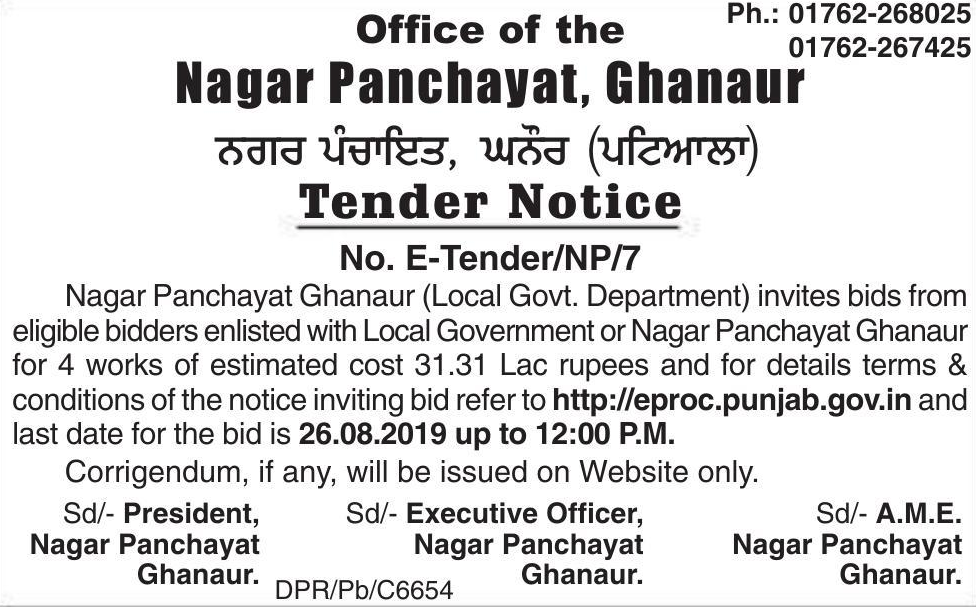 Ph.: 01762-268025
01762-267425
Office of the
Nagar Panchayat, Ghanaur
ਨਗਰ ਪੰਚਾਇਤ, ਘਨੌਰ (ਪਟਿਆਲਾ)
Tender Notice
No. E-Tender/NP/7
Nagar Panchayat Ghanaur (Local Govt. Department) invites bids from
eligible bidders enlisted with Local Government or Nagar Panchayat Ghanaur
for 4 works of estimated cost 31.31 Lac rupees and for details terms &
conditions of the notice inviting bid refer to http://eproc.punjab.gov.in and
last date for the bid is 26.08.2019 up to 12:00 P.M.
Corrigendum, if any, will be issued on Website only.
Sd/- President, Sd/- Executive Officer, Sd/- A.M.E.
Nagar Panchayat Nagar Panchayat Nagar Panchayat
Ghanaur. Ghanaur. Ghanaur.
DPR/Pb/C6654